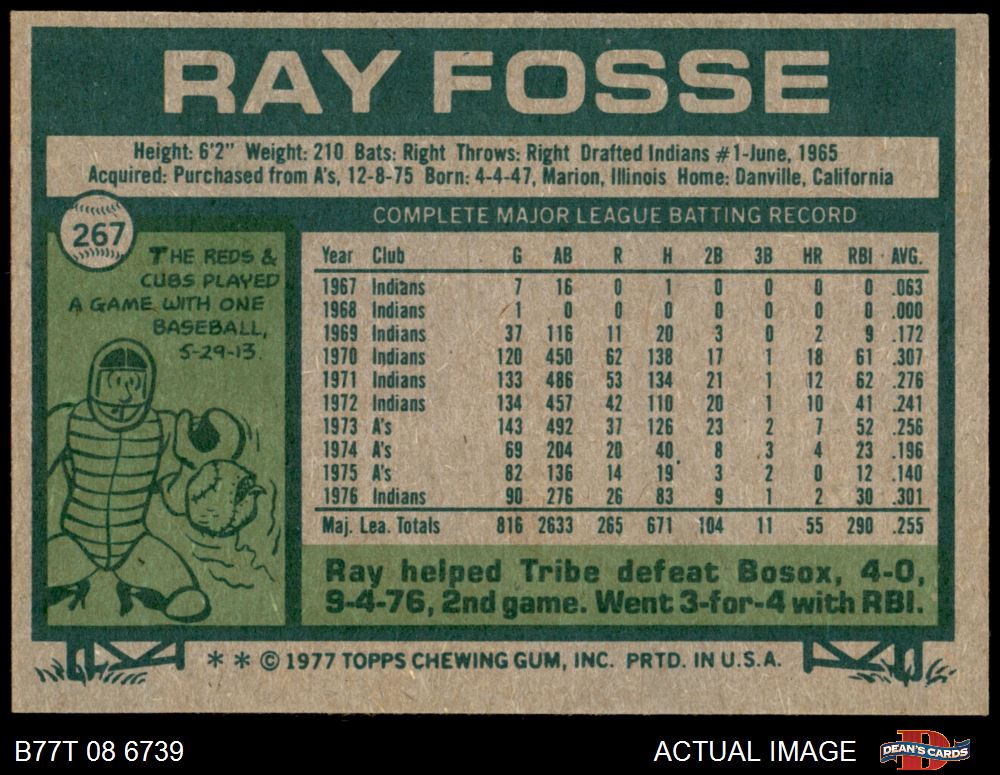 RAY FOSSE
Height: 6'2" Weight: 210 Bats: Right Throws: Right Drafted Indians #1-June, 1965
Acquired: Purchased from A's, 12-8-75 Born: 4-4-47, Marion, Illinois Home: Danville, California
267
THE REDS &
CUBS PLAYED
A GAME WITH ONE
BASEBALL,
5-29-13.
COMPLETE MAJOR LEAGUE BATTING RECORD
Year Club G AB R H 2B 3B HR RBI AVG.
1967 Indians 7 16 0 1 0 0 0 0 .063
1968 Indians 1 0 0 0 0 0 0 0 .000
1969 Indians 37 116 11 20 3 0 2 9 .172
1970 Indians 120 450 62 138 17 1 18 61 .307
1971 Indians 133 486 53 134 21 1 12 62 .276
1972 Indians 134 457 42 110 20 1 10 41 .241
1973 A's 143 492 37 126 23 2 7 52 .256
1974 A's 69 204 20 40 8 3 4 23 .196
1975 A's 82 136 14 19 3 2 0 12 .140
1976 Indians 90 276 26 83 9 1 2 30 .301
Maj. Lea. Totals 816 2633 265 671 104 11 55 290 .255
Ray helped Tribe defeat Bosox, 4-0,
9-4-76, 2nd game. Went 3-for-4 with RBI.
* * © 1977 TOPPS CHEWING GUM, INC. PRTD. IN U.S.A.
B77T 08 6739
ACTUAL IMAGE
D
DEAN'S CARDS